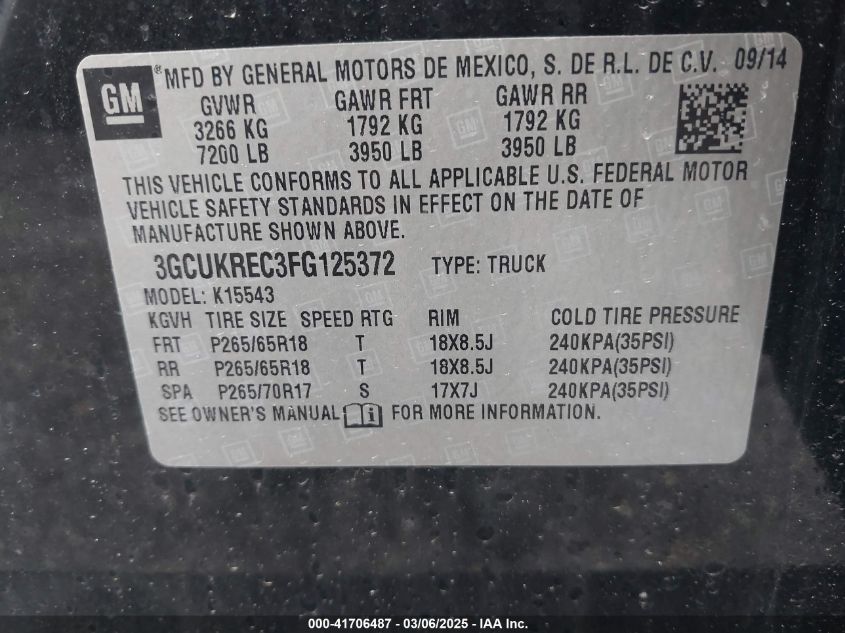 GM ® MFD BY GENERAL MOTORS DE MEXICO, S. DE R.L. DE C.V. 09/14
GVWR GAWR FRT GAWR RR
3266 KG 1792 KG 1792 KG
7200 LB 3950 LB 3950 LB
THIS VEHICLE CONFORMS TO ALL APPLICABLE U.S. FEDERAL MOTOR
VEHICLE SAFETY STANDARDS IN EFFECT ON THE DATE OF
MANUFACTURE SHOWN ABOVE.
3GCUKREC3FG125372 TYPE: TRUCK
MODEL: K15543
KGVH TIRE SIZE SPEED RTG RIM COLD TIRE PRESSURE
FRT P265/65R18 T 18X8.5J 240KPA(35PSI)
RR P265/65R18 T 18X8.5J 240KPA(35PSI)
SPA P265/70R17 S 17X7J 240KPA(35PSI)
SEE OWNER'S MANUAL FOR MORE INFORMATION.
000-41706487 - 03/06/2025 - IAA Inc.